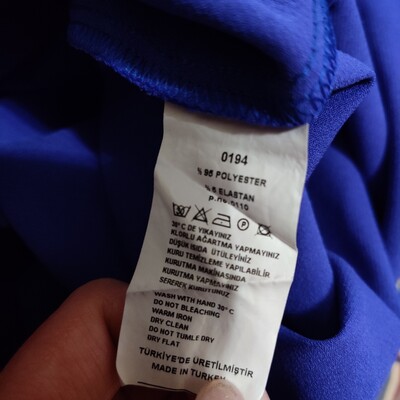 0194
% 95 POLYESTER
% 5 ELASTAN
30° C DE YIKAYINIZ
KLORLU AĞARTMA YAPMAYINIZ
DÜŞÜK ISIDA ÜTÜLEYİNİZ
KURU TEMİZLEME YAPILABİLİR
KURUTMA MAKİNASINDA
KURUTMA YAPMAYINIZ
SEREREK KURUTUNUZ
WASH WITH HAND 30° C
DO NOT BLEACHING
WARM IRON
DRY CLEAN
DO NOT TUMLE DRY
DRY FLAT
TÜRKİYE'DE ÜRETİLMİŞTİR
MADE IN TURKEY